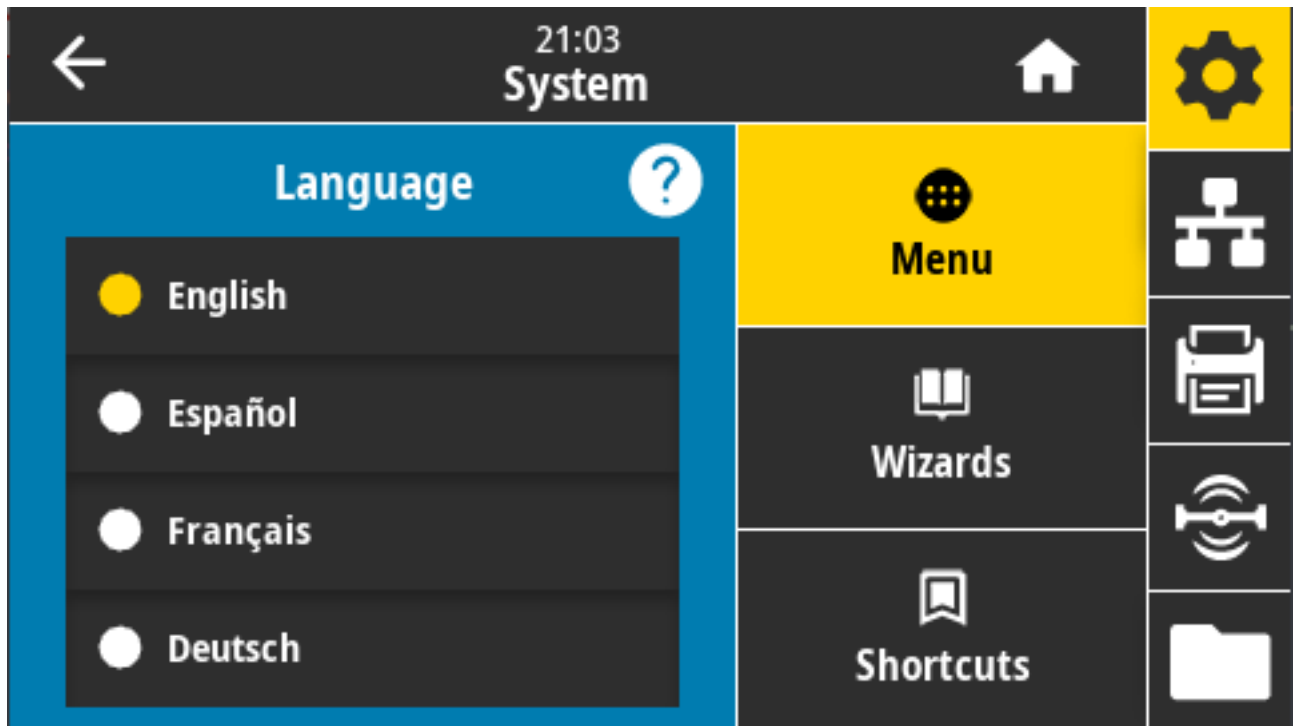 21:03
System
Language
?
English
Español
Français
Deutsch
Menu
Wizards
Shortcuts